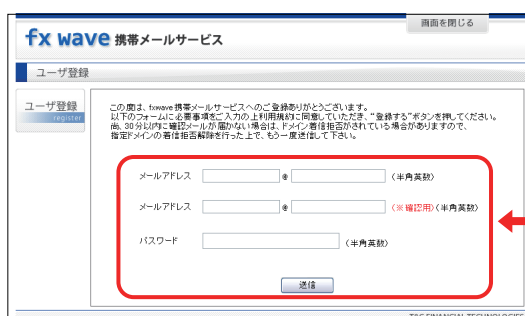 画面を閉じる
fx wave 携帯メールサービス
ユーザ登録
ユーザ登録
register
この度は、fxwave携帯メールサービスへのご登録ありがとうございます。
以下のフォームに必要事項をご入力の上利用規約に同意していただき、“登録する”ボタンを押してください。
尚、30分以内に確認メールが届かない場合は、ドメイン着信拒否がされている場合がありますので、
指定ドメインの着信拒否解除を行った上で、もう一度送信して下さい。
メールアドレス @ (半角英数)
メールアドレス @ (※確認用)(半角英数)
パスワード (半角英数)
送信
T&C FINANCIAL TECHNOLOGIES